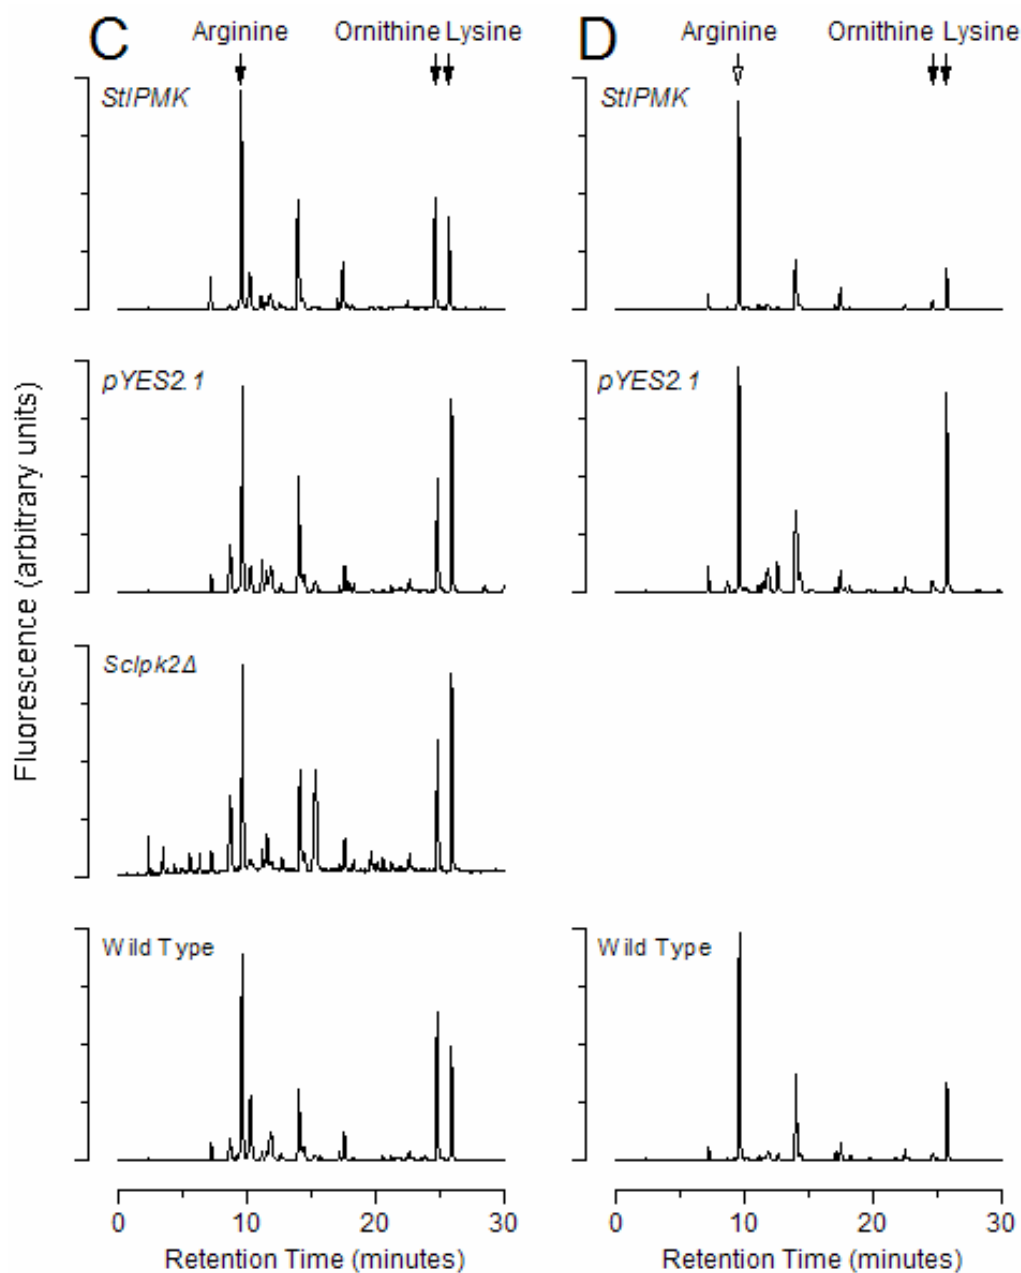 C
Arginine
Ornithine Lysine
StIPMK
pYES2.1
ScIpk2Δ
Wild Type
0
10
20
30
Retention Time (minutes)
D
Arginine
Ornithine Lysine
StIPMK
pYES2.1
Wild Type
0
10
20
30
Retention Time (minutes)
Fluorescence (arbitrary units)